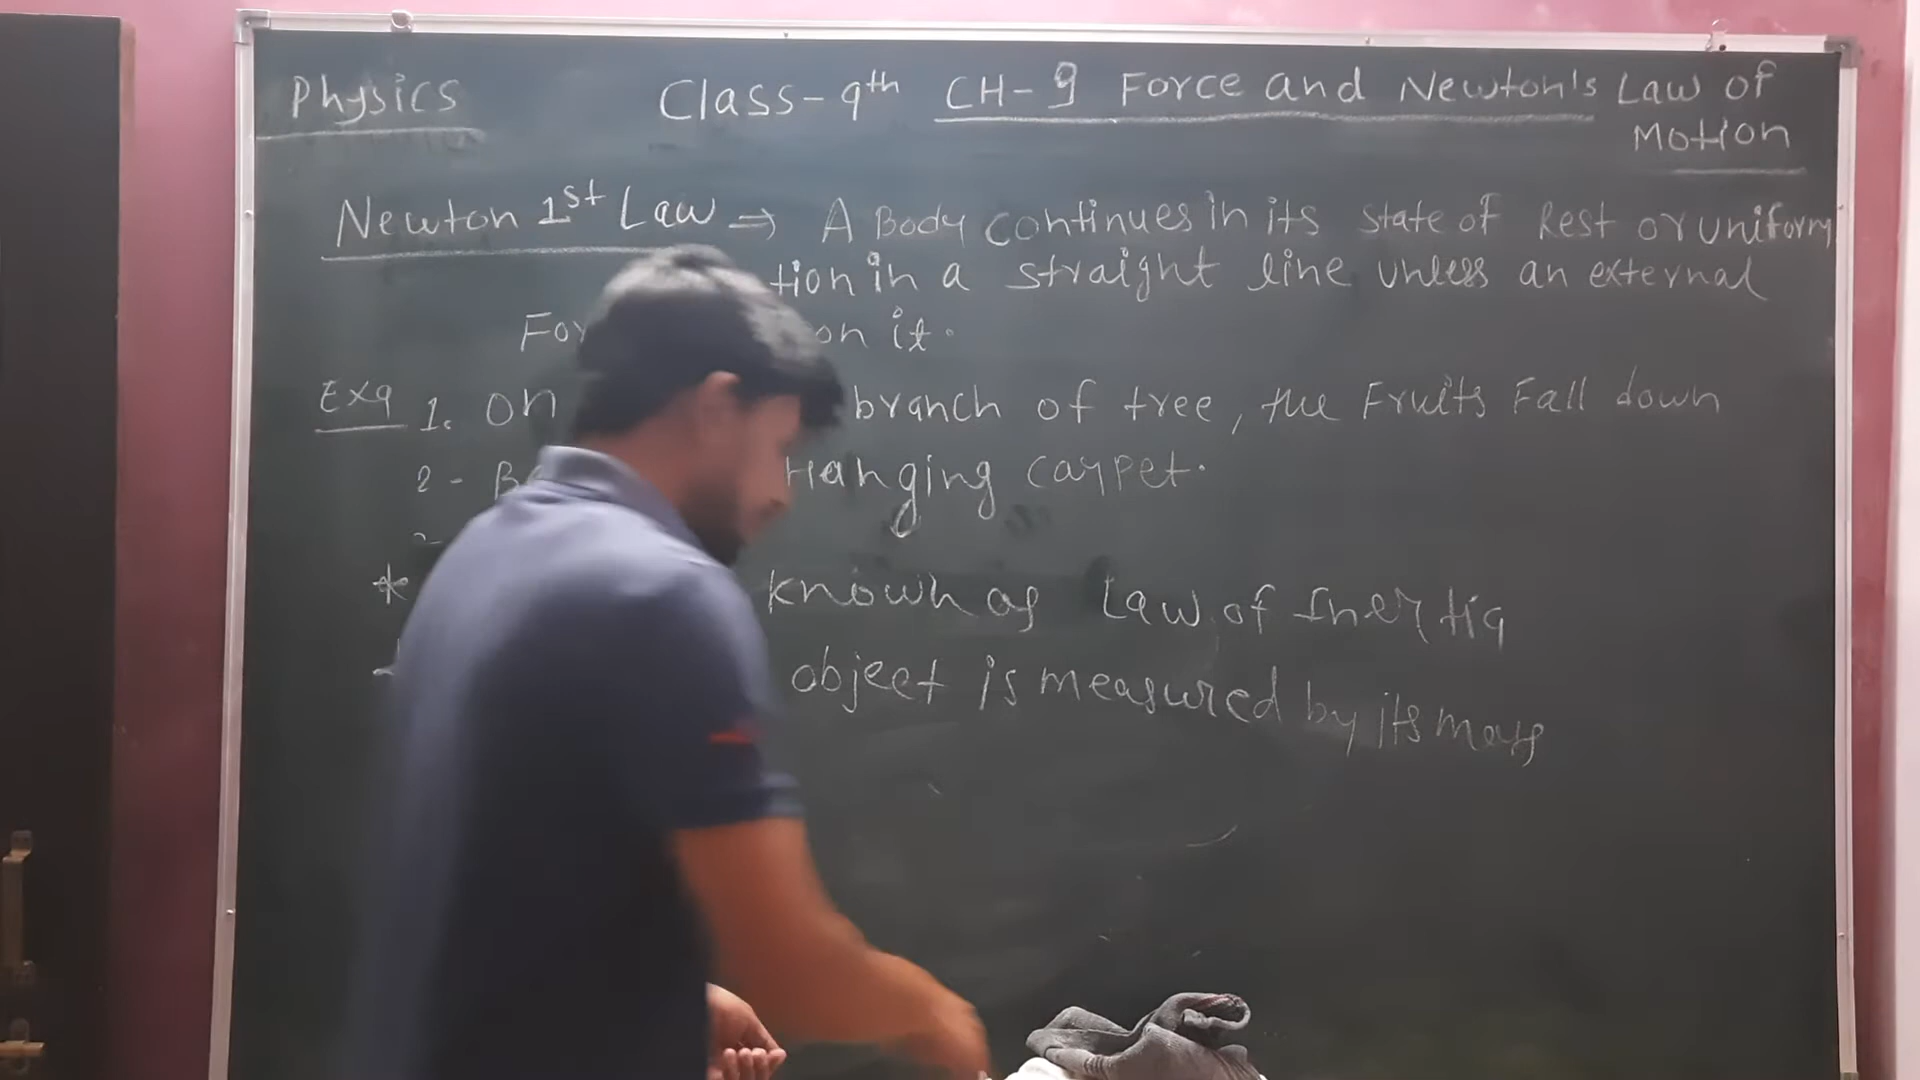 Physics Class-9th CH-9 Force and Newton's Law of
Motion
Newton 1st Law ⇒ A Body continues in its state of Rest or uniform
tion in a straight line unless an external
For on it.
Exa 1. On branch of tree, the Fruits Fall down
2- B Hanging carpet.
* known as Law of Inertia
object is measured by its mass